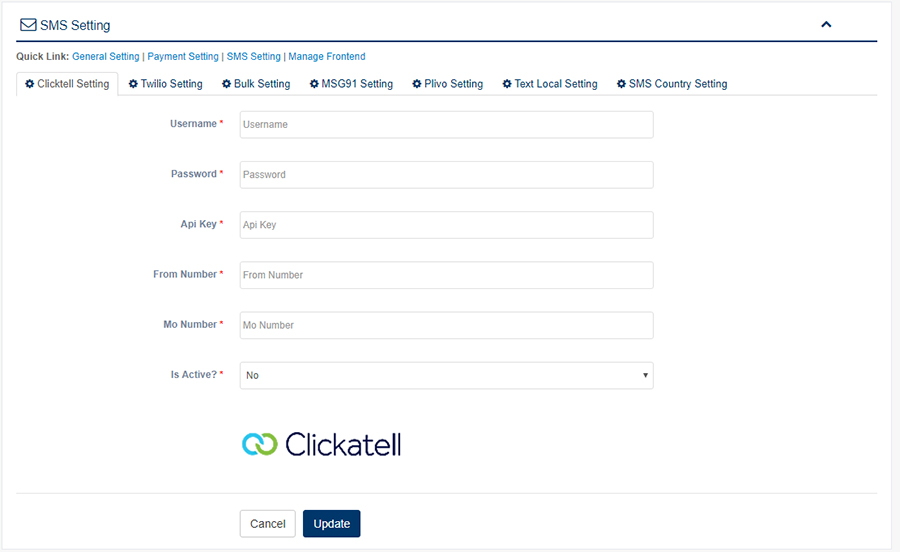 SMS Setting
Quick Link: General Setting | Payment Setting | SMS Setting | Manage Frontend
Clicktell Setting Twilio Setting Bulk Setting MSG91 Setting Plivo Setting Text Local Setting SMS Country Setting
Username * Username
Password * Password
Api Key * Api Key
From Number * From Number
Mo Number * Mo Number
Is Active? * No
Clickatell
Cancel Update